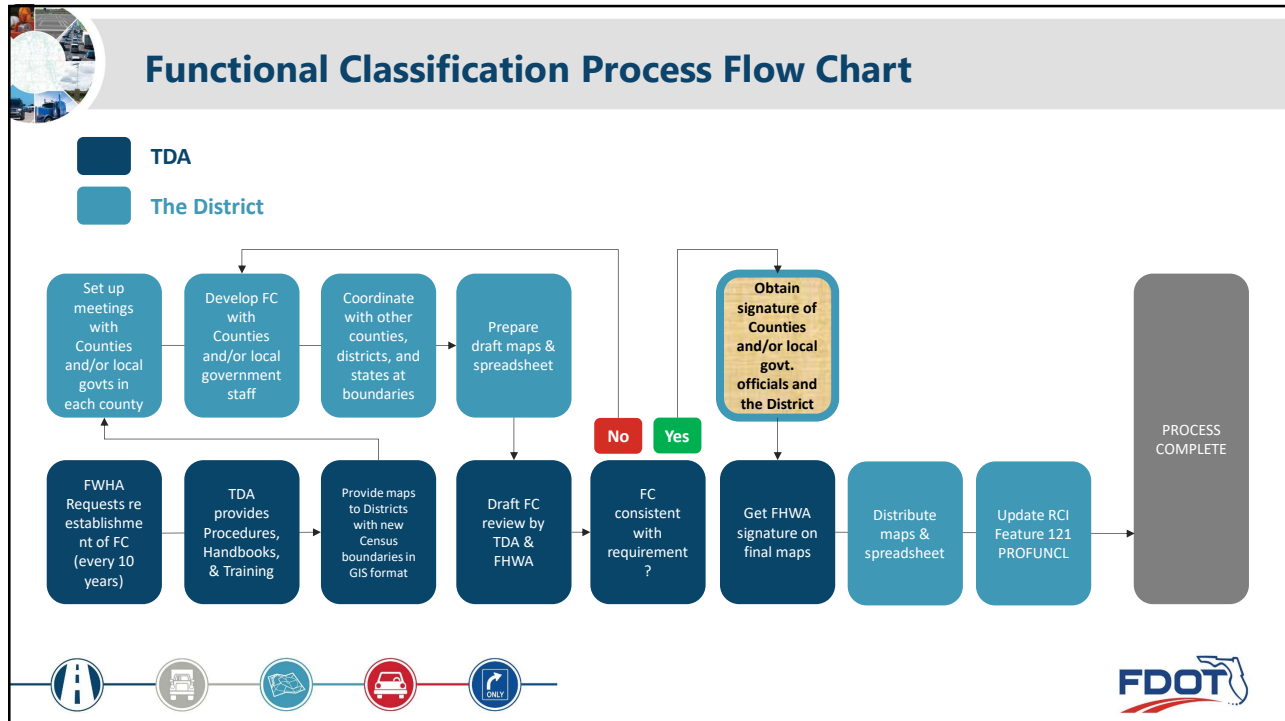 Functional Classification Process Flow Chart
TDA
The District
Set up
meetings
with
Counties
and/or local
govts in
each county
Develop FC
with
Counties
and/or local
government
staff
Coordinate
with other
counties,
districts, and
states at
boundaries
Prepare
draft maps &
spreadsheet
Obtain
signature of
Counties
and/or local
govt.
officials and
the District
No
Yes
PROCESS
COMPLETE
FWHA
Requests re
establishme
nt of FC
(every 10
years)
TDA
provides
Procedures,
Handbooks,
& Training
Provide maps
to Districts
with new
Census
boundaries in
GIS format
Draft FC
review by
TDA &
FHWA
FC
consistent
with
requirement
?
Get FHWA
signature on
final maps
Distribute
maps &
spreadsheet
Update RCI
Feature 121
PROFUNCL
ONLY
FDOT